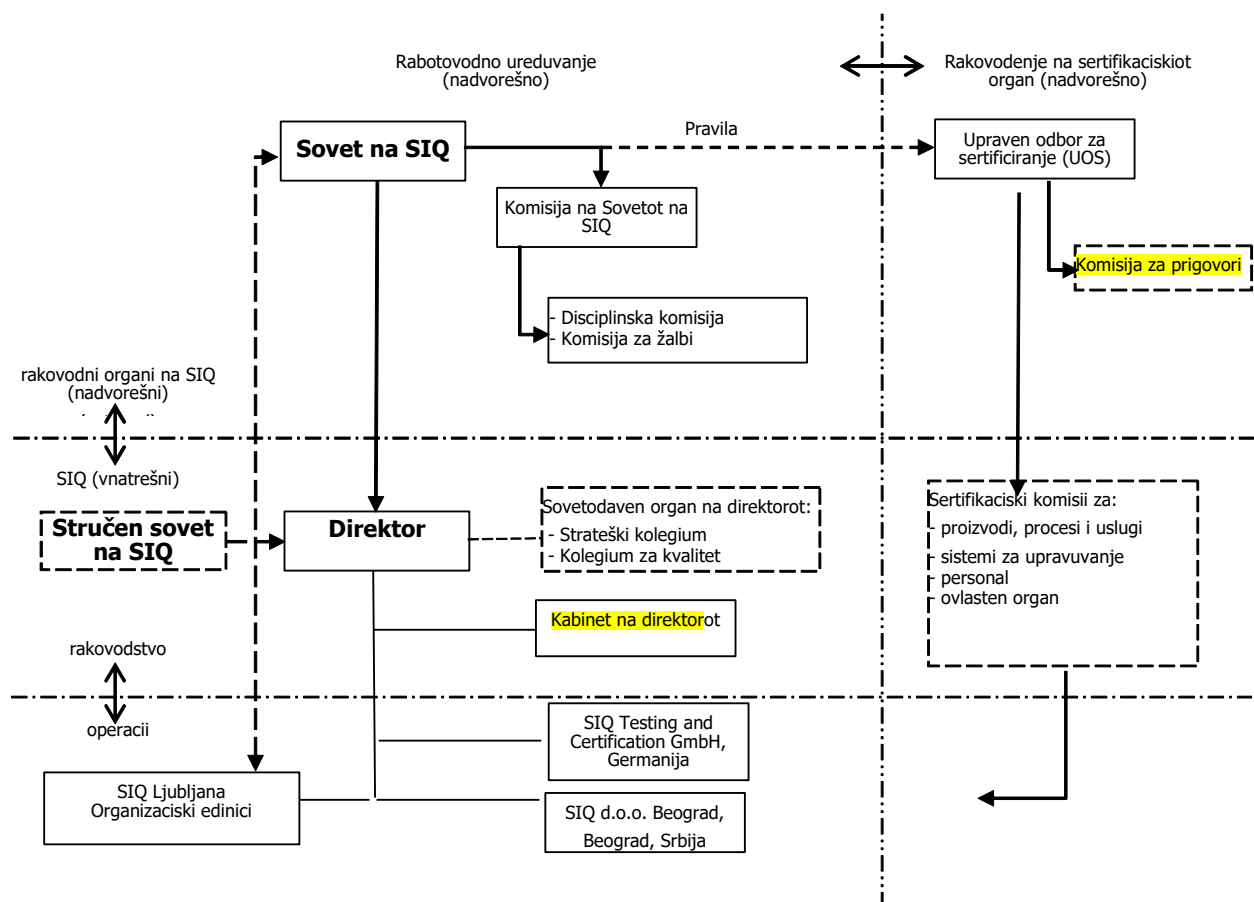 Rabotovodno ureduvanje
(nadvorešno)
Rakovodenje na sertifikaciskiot
organ (nadvorešno)
Sovet na SIQ
Pravila
Upraven odbor za
sertificiranje (UOS)
Komisija na Sovetot na
SIQ
Komisija za prigovori
- Disciplinska komisija
- Komisija za žalbi
rakovodni organi na SIQ
(nadvorešni)
SIQ (vnatrešni)
Stručen sovet
na SIQ
Direktor
Sovetodaven organ na direktorot:
- Strateški kolegium
- Kolegium za kvalitet
Sertifikaciski komisii za:
- proizvodi, procesi i uslugi
- sistemi za upravuvanje
- personal
- ovlasten organ
Kabinet na direktorot
rakovodstvo
operacii
SIQ Testing and
Certification GmbH,
Germanija
SIQ Ljubljana
Organizaciski edinici
SIQ d.o.o. Beograd,
Beograd, Srbija